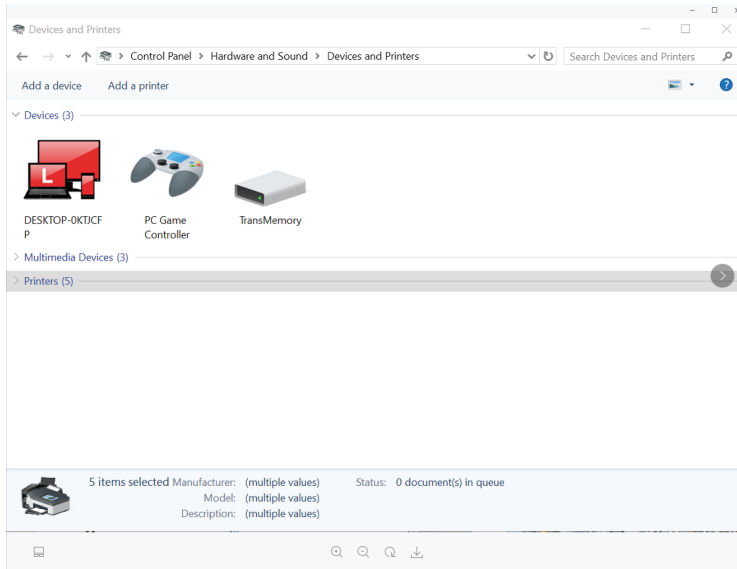 Devices and Printers
Control Panel > Hardware and Sound > Devices and Printers
Search Devices and Printers
Add a device Add a printer
?
Devices (3)
L
DESKTOP-0KTJCF
P
PC Game
Controller
TransMemory
Multimedia Devices (3)
Printers (5)
5 items selected Manufacturer: (multiple values) Status: 0 document(s) in queue
Model: (multiple values)
Description: (multiple values)